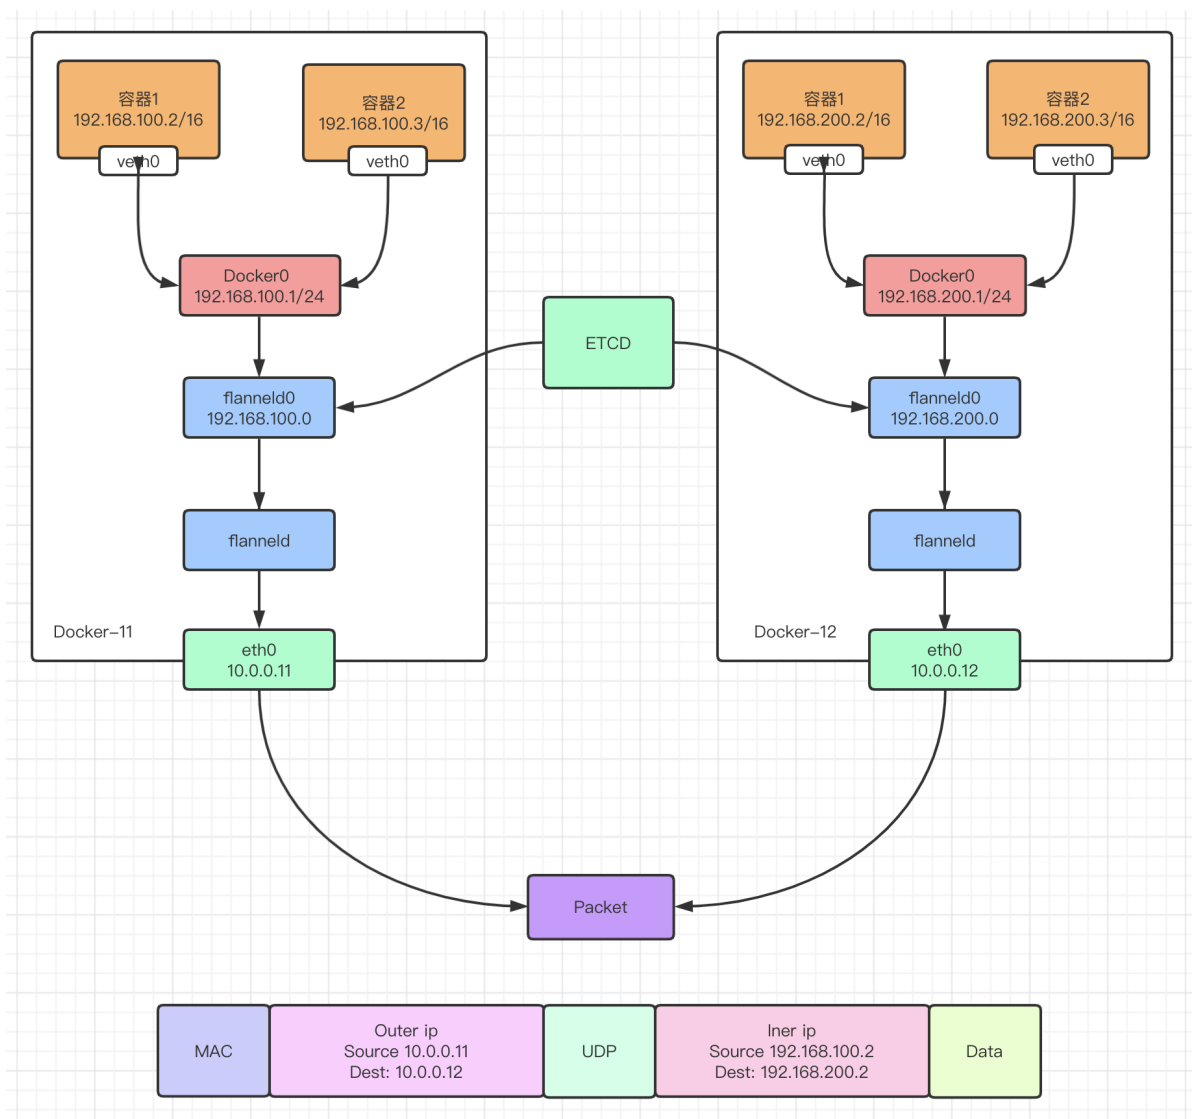 容器1
192.168.100.2/16
veth0
容器2
192.168.100.3/16
veth0
Docker0
192.168.100.1/24
flanneld0
192.168.100.0
flanneld
Docker-11
eth0
10.0.0.11
ETCD
容器1
192.168.200.2/16
veth0
容器2
192.168.200.3/16
veth0
Docker0
192.168.200.1/24
flanneld0
192.168.200.0
flanneld
Docker-12
eth0
10.0.0.12
Packet
MAC
Outer ip
Source 10.0.0.11
Dest: 10.0.0.12
UDP
Iner ip
Source 192.168.100.2
Dest: 192.168.200.2
Data